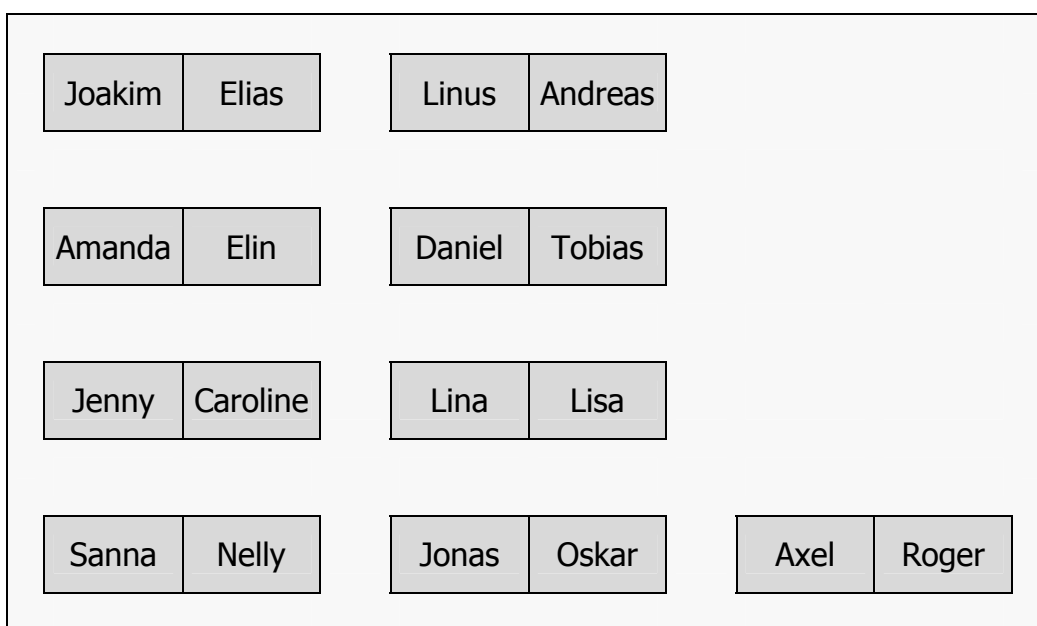 Joakim Elias Linus Andreas
Amanda Elin Daniel Tobias
Jenny Caroline Lina Lisa
Sanna Nelly Jonas Oskar Axel Roger